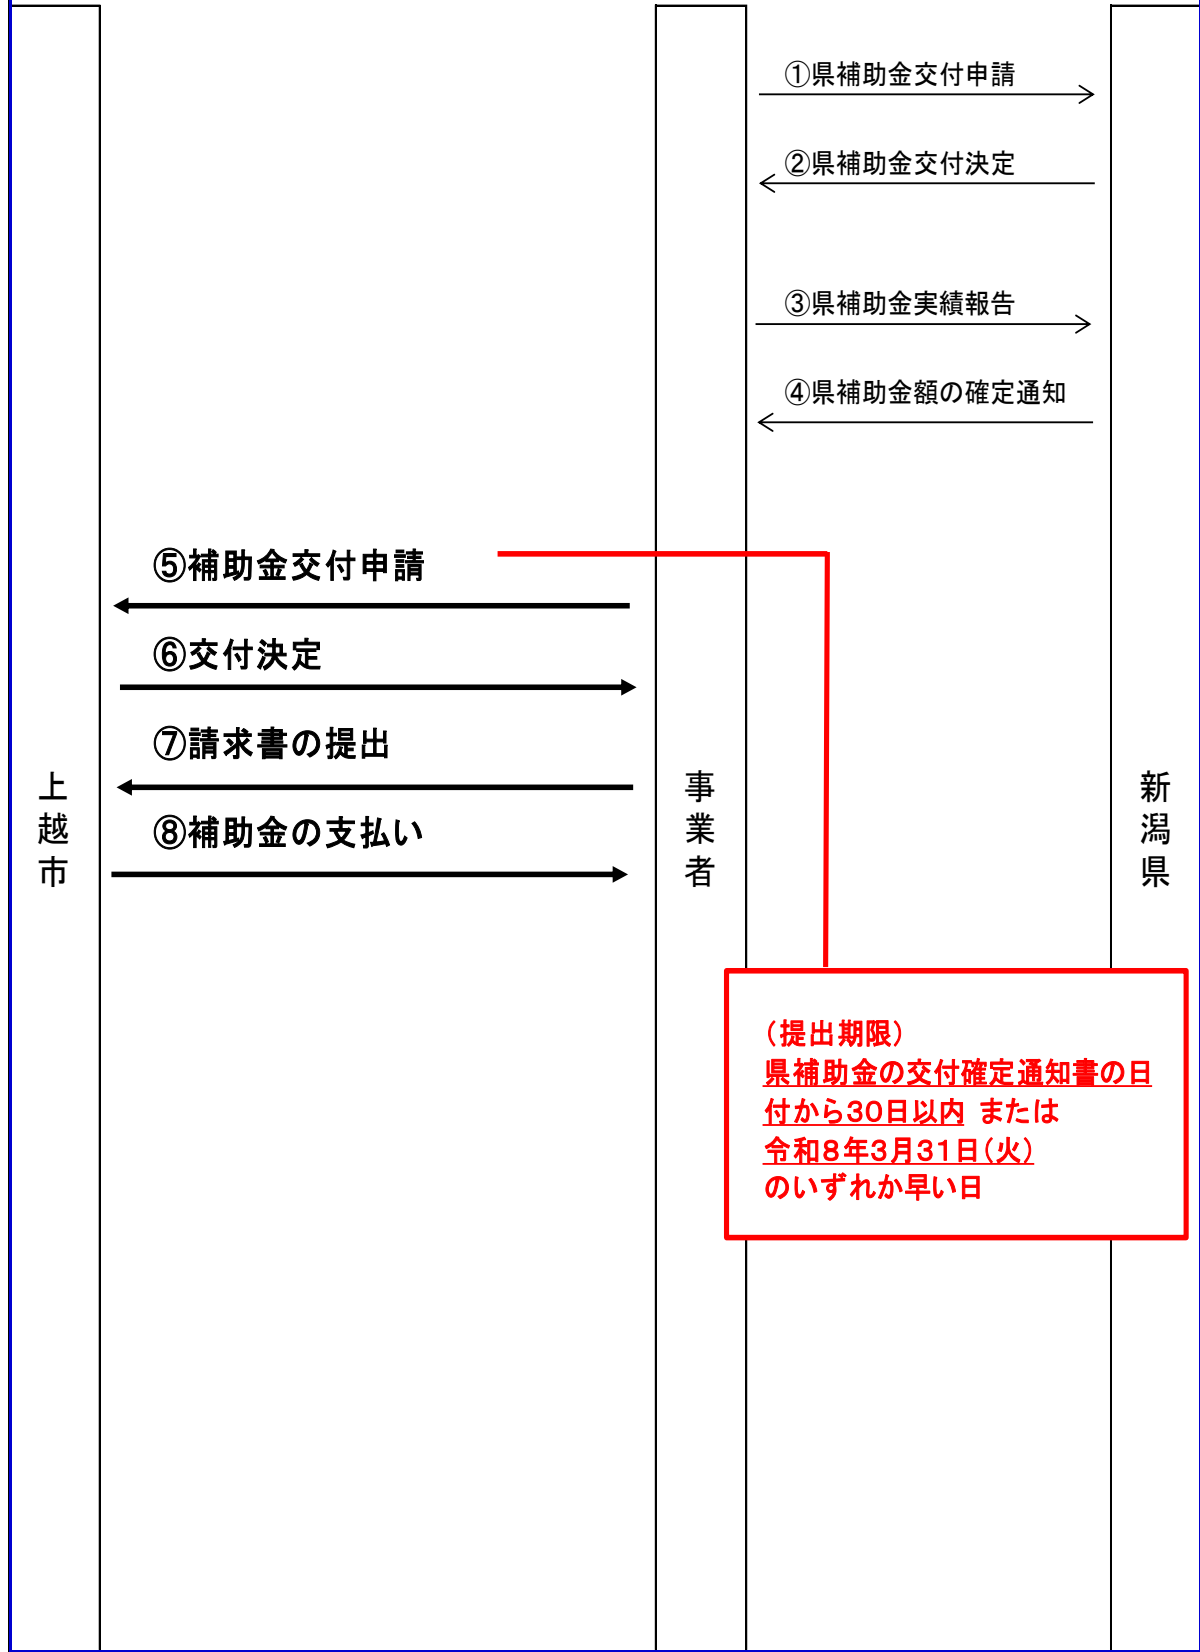 ①県補助金交付申請
②県補助金交付決定
③県補助金実績報告
④県補助金額の確定通知
⑤補助金交付申請
⑥交付決定
⑦請求書の提出
⑧補助金の支払い
上越市
事業者
新潟県
（提出期限）
県補助金の交付確定通知書の日
付から30日以内 または
令和8年3月31日（火）
のいずれか早い日